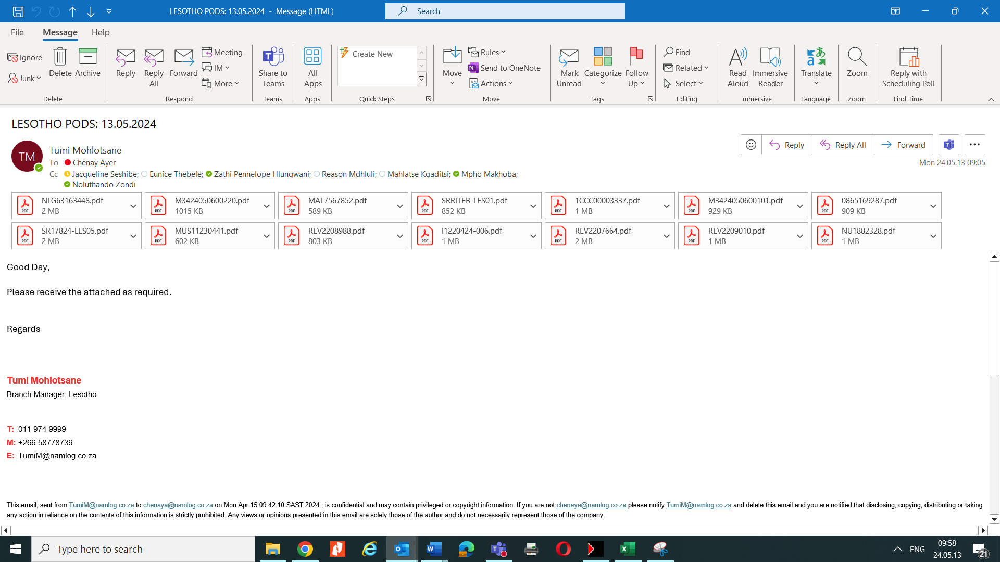 LESOTHO PODS: 13.05.2024 - Message (HTML)
Search
File
Message
Help
Ignore
Junk
Delete
Archive
Delete
Reply
Reply All
Forward
Meeting
IM
More
Respond
Share to Teams
Teams
All Apps
Apps
Create New
Quick Steps
Move
Rules
Send to OneNote
Actions
Move
Mark Unread
Categorize
Follow Up
Tags
Find
Related
Select
Editing
Read Aloud
Immersive Reader
Immersive
Translate
Language
Zoom
Zoom
Reply with Scheduling Poll
Find Time
LESOTHO PODS: 13.05.2024
TM
Tumi Mohlotsane
To Chenay Ayer
Cc Jacqueline Seshibe; Eunice Thebele; Zathi Pennelope Hlungwani; Reason Mdhluli; Mahlatse Kgaditsi; Mpho Makhoba;
Noluthando Zondi
Reply
Reply All
Forward
Mon 24.05.13 09:05
NLG63163448.pdf
2 MB
M3424050600220.pdf
1015 KB
MAT7567852.pdf
589 KB
SRRITEB-LES01.pdf
852 KB
1CCC00003337.pdf
1 MB
M3424050600101.pdf
929 KB
0865169287.pdf
909 KB
SR17824-LES05.pdf
2 MB
MUS11230441.pdf
602 KB
REV2208988.pdf
803 KB
I1220424-006.pdf
1 MB
REV2207664.pdf
2 MB
REV2209010.pdf
1 MB
NU1882328.pdf
1 MB
Good Day,
Please receive the attached as required.
Regards
Tumi Mohlotsane
Branch Manager: Lesotho
T: 011 974 9999
M: +266 58778739
E: TumiM@namlog.co.za
This email, sent from TumiM@namlog.co.za to chenaya@namlog.co.za on Mon Apr 15 09:42:10 SAST 2024 , is confidential and may contain privileged or copyright information. If you are not chenaya@namlog.co.za please notify TumiM@namlog.co.za and delete this email and you are notified that disclosing, copying, distributing or taking
any action in reliance on the contents of this information is strictly prohibited. Any views or opinions presented in this email are solely those of the author and do not necessarily represent those of the company.
Type here to search
ENG
09:58
24.05.13
21